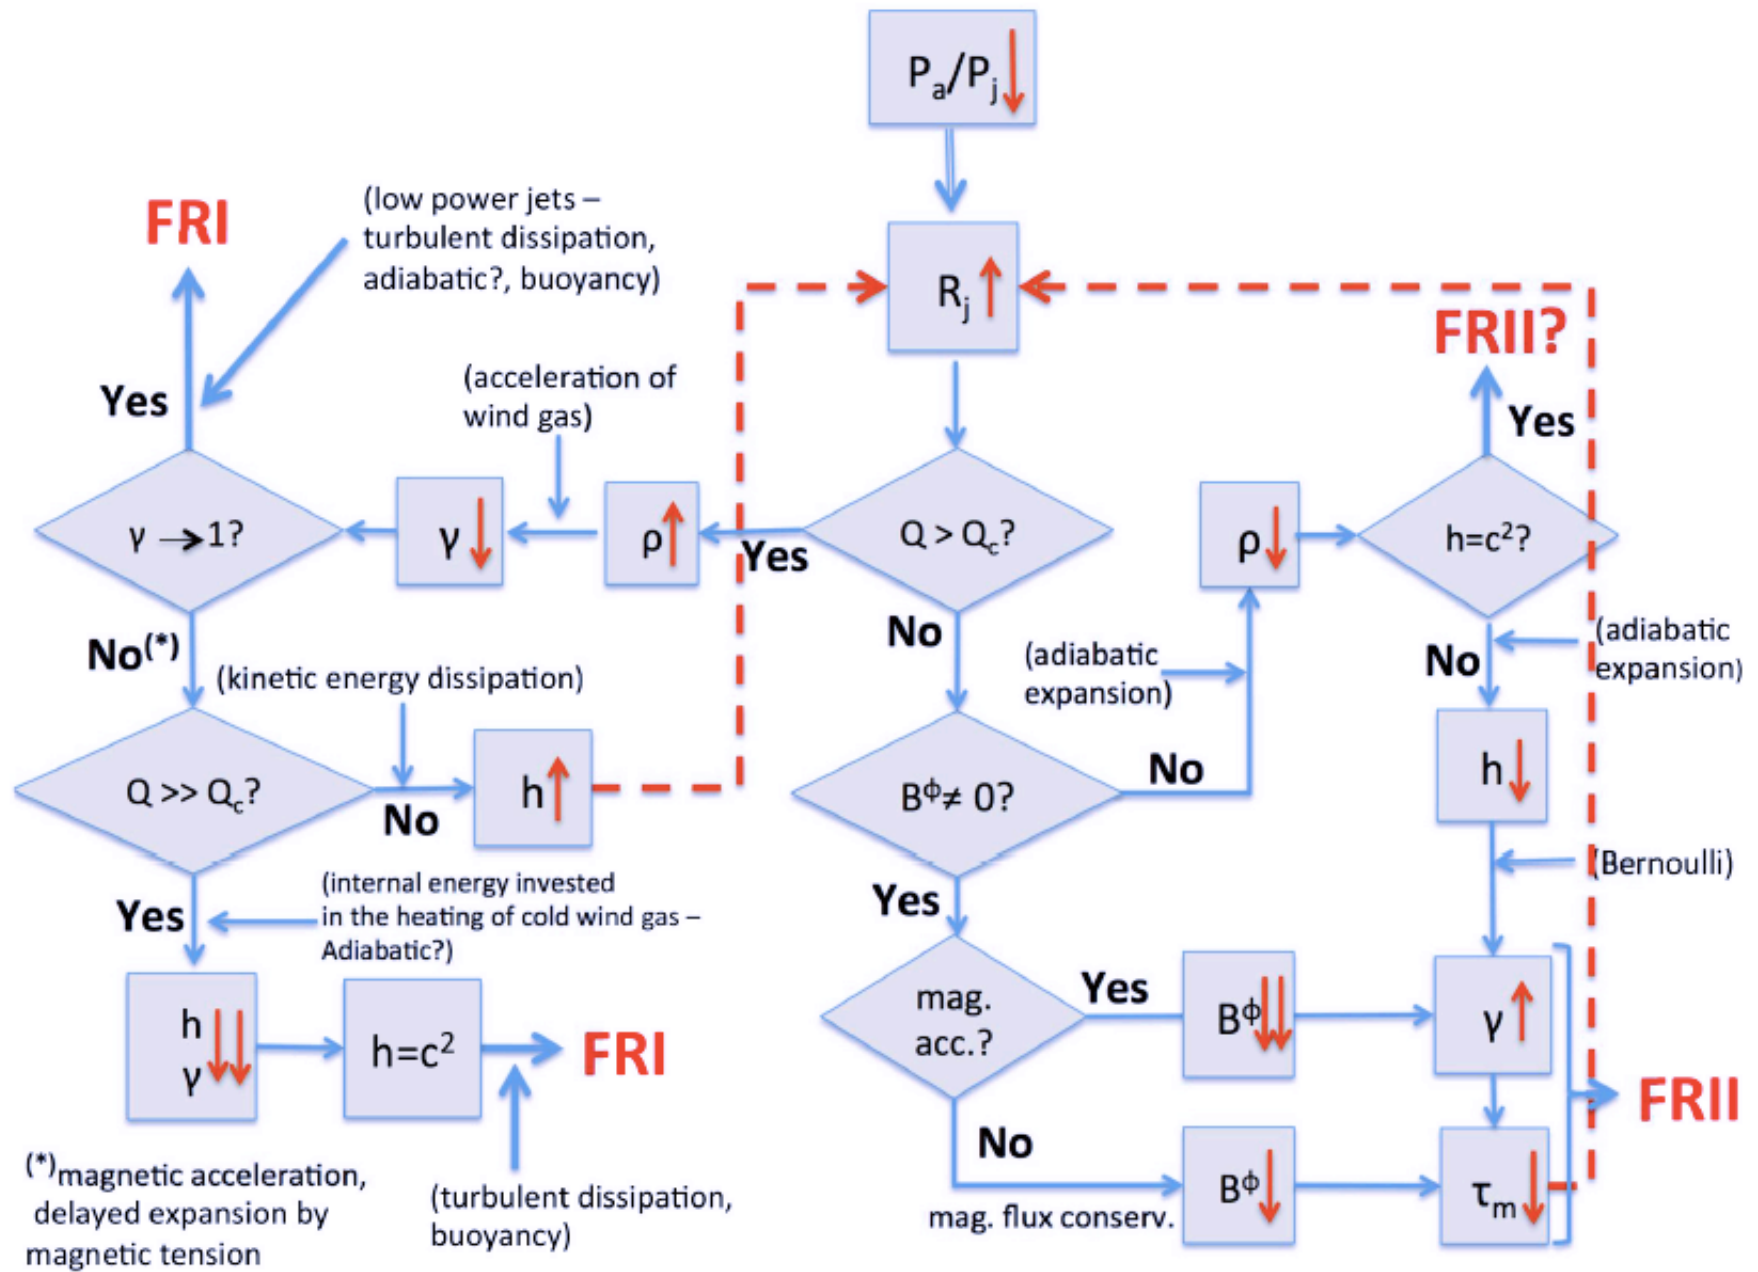 Pa/Pj
FRI
(low power jets –
turbulent dissipation,
adiabatic?, buoyancy)
Rj
FRII?
Yes
(acceleration of
wind gas)
Yes
γ →1?
γ
ρ
Yes
Q > Qc?
ρ
h=c²?
No(*)
(kinetic energy dissipation)
No
(adiabatic
expansion)
No
(adiabatic
expansion)
Q >> Qc?
No
h
Bᶲ≠ 0?
No
h
Yes
(internal energy invested
in the heating of cold wind gas –
Adiabatic?)
Yes
(Bernoulli)
h
γ
h=c²
FRI
mag.
acc.?
Yes
Bᶲ
γ
FRII
No
mag. flux conserv.
Bᶲ
τm
(*)magnetic acceleration,
delayed expansion by
magnetic tension
(turbulent dissipation,
buoyancy)